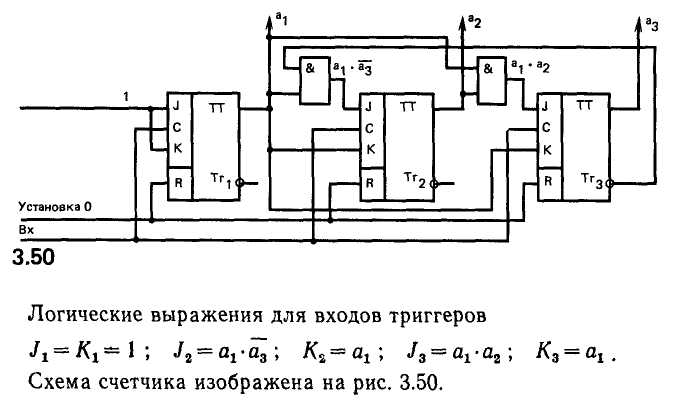 a₁ a₂ a₃
& a₁ · a̅₃ & a₁ · a₂
1 J TT J TT J TT
C C C
K K K
R Tr₁ R Tr₂ R Tr₃
Установка 0
Вх
3.50
Логические выражения для входов триггеров
J₁ = K₁ = 1 ; J₂ = a₁ · a̅₃ ; K₂ = a₁ ; J₃ = a₁ · a₂ ; K₃ = a₁ .
Схема счетчика изображена на рис. 3.50.